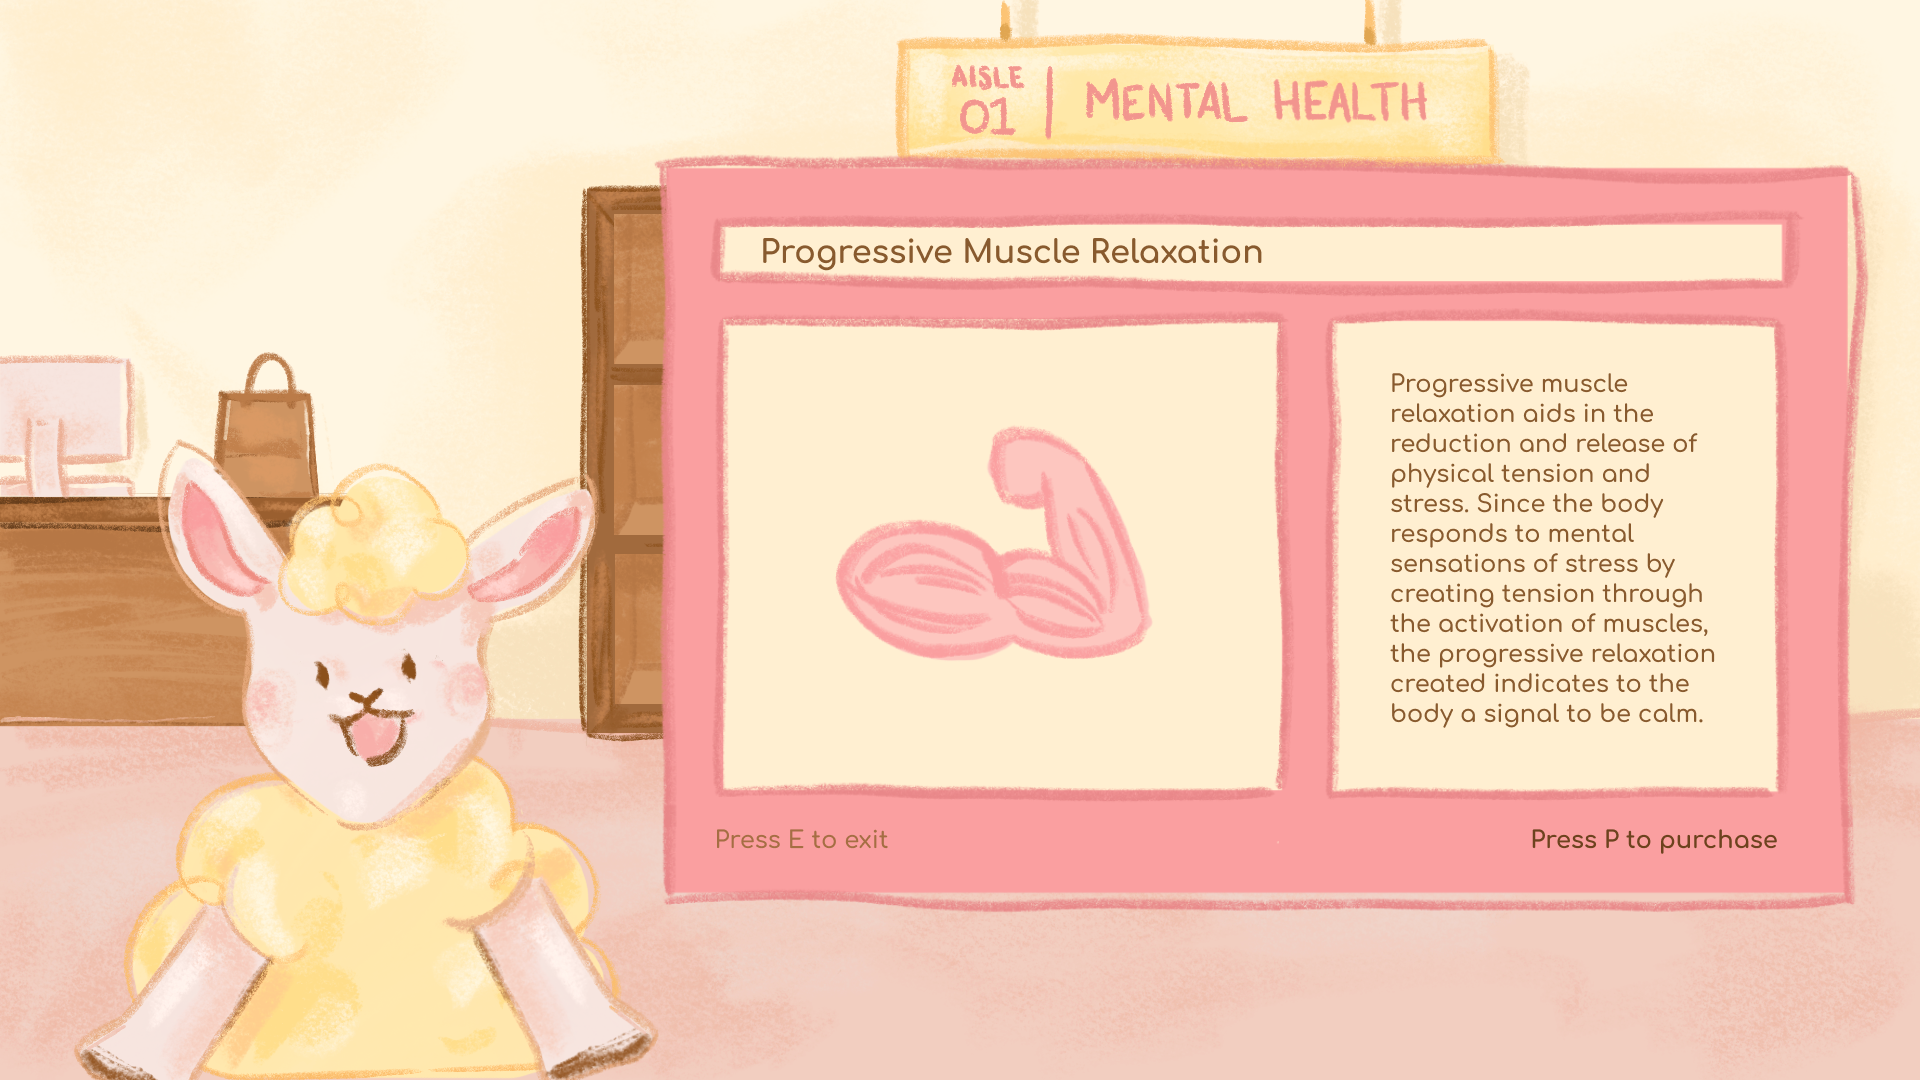 AISLE
01
MENTAL HEALTH
Progressive Muscle Relaxation
Progressive muscle
relaxation aids in the
reduction and release of
physical tension and
stress. Since the body
responds to mental
sensations of stress by
creating tension through
the activation of muscles,
the progressive relaxation
created indicates to the
body a signal to be calm.
Press E to exit
Press P to purchase